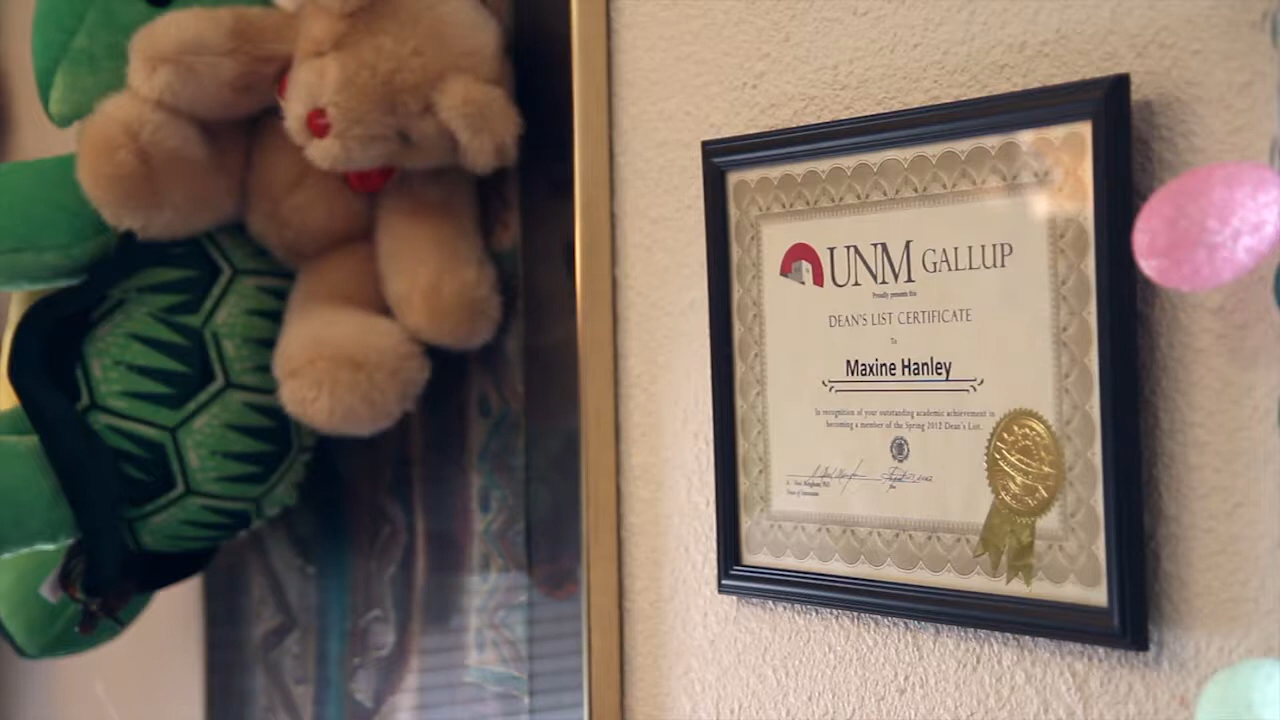 UNM GALLUP
Proudly presents this
DEAN'S LIST CERTIFICATE
To
Maxine Hanley
In recognition of your outstanding academic achievement in
becoming a member of the Spring 2012 Dean's List.